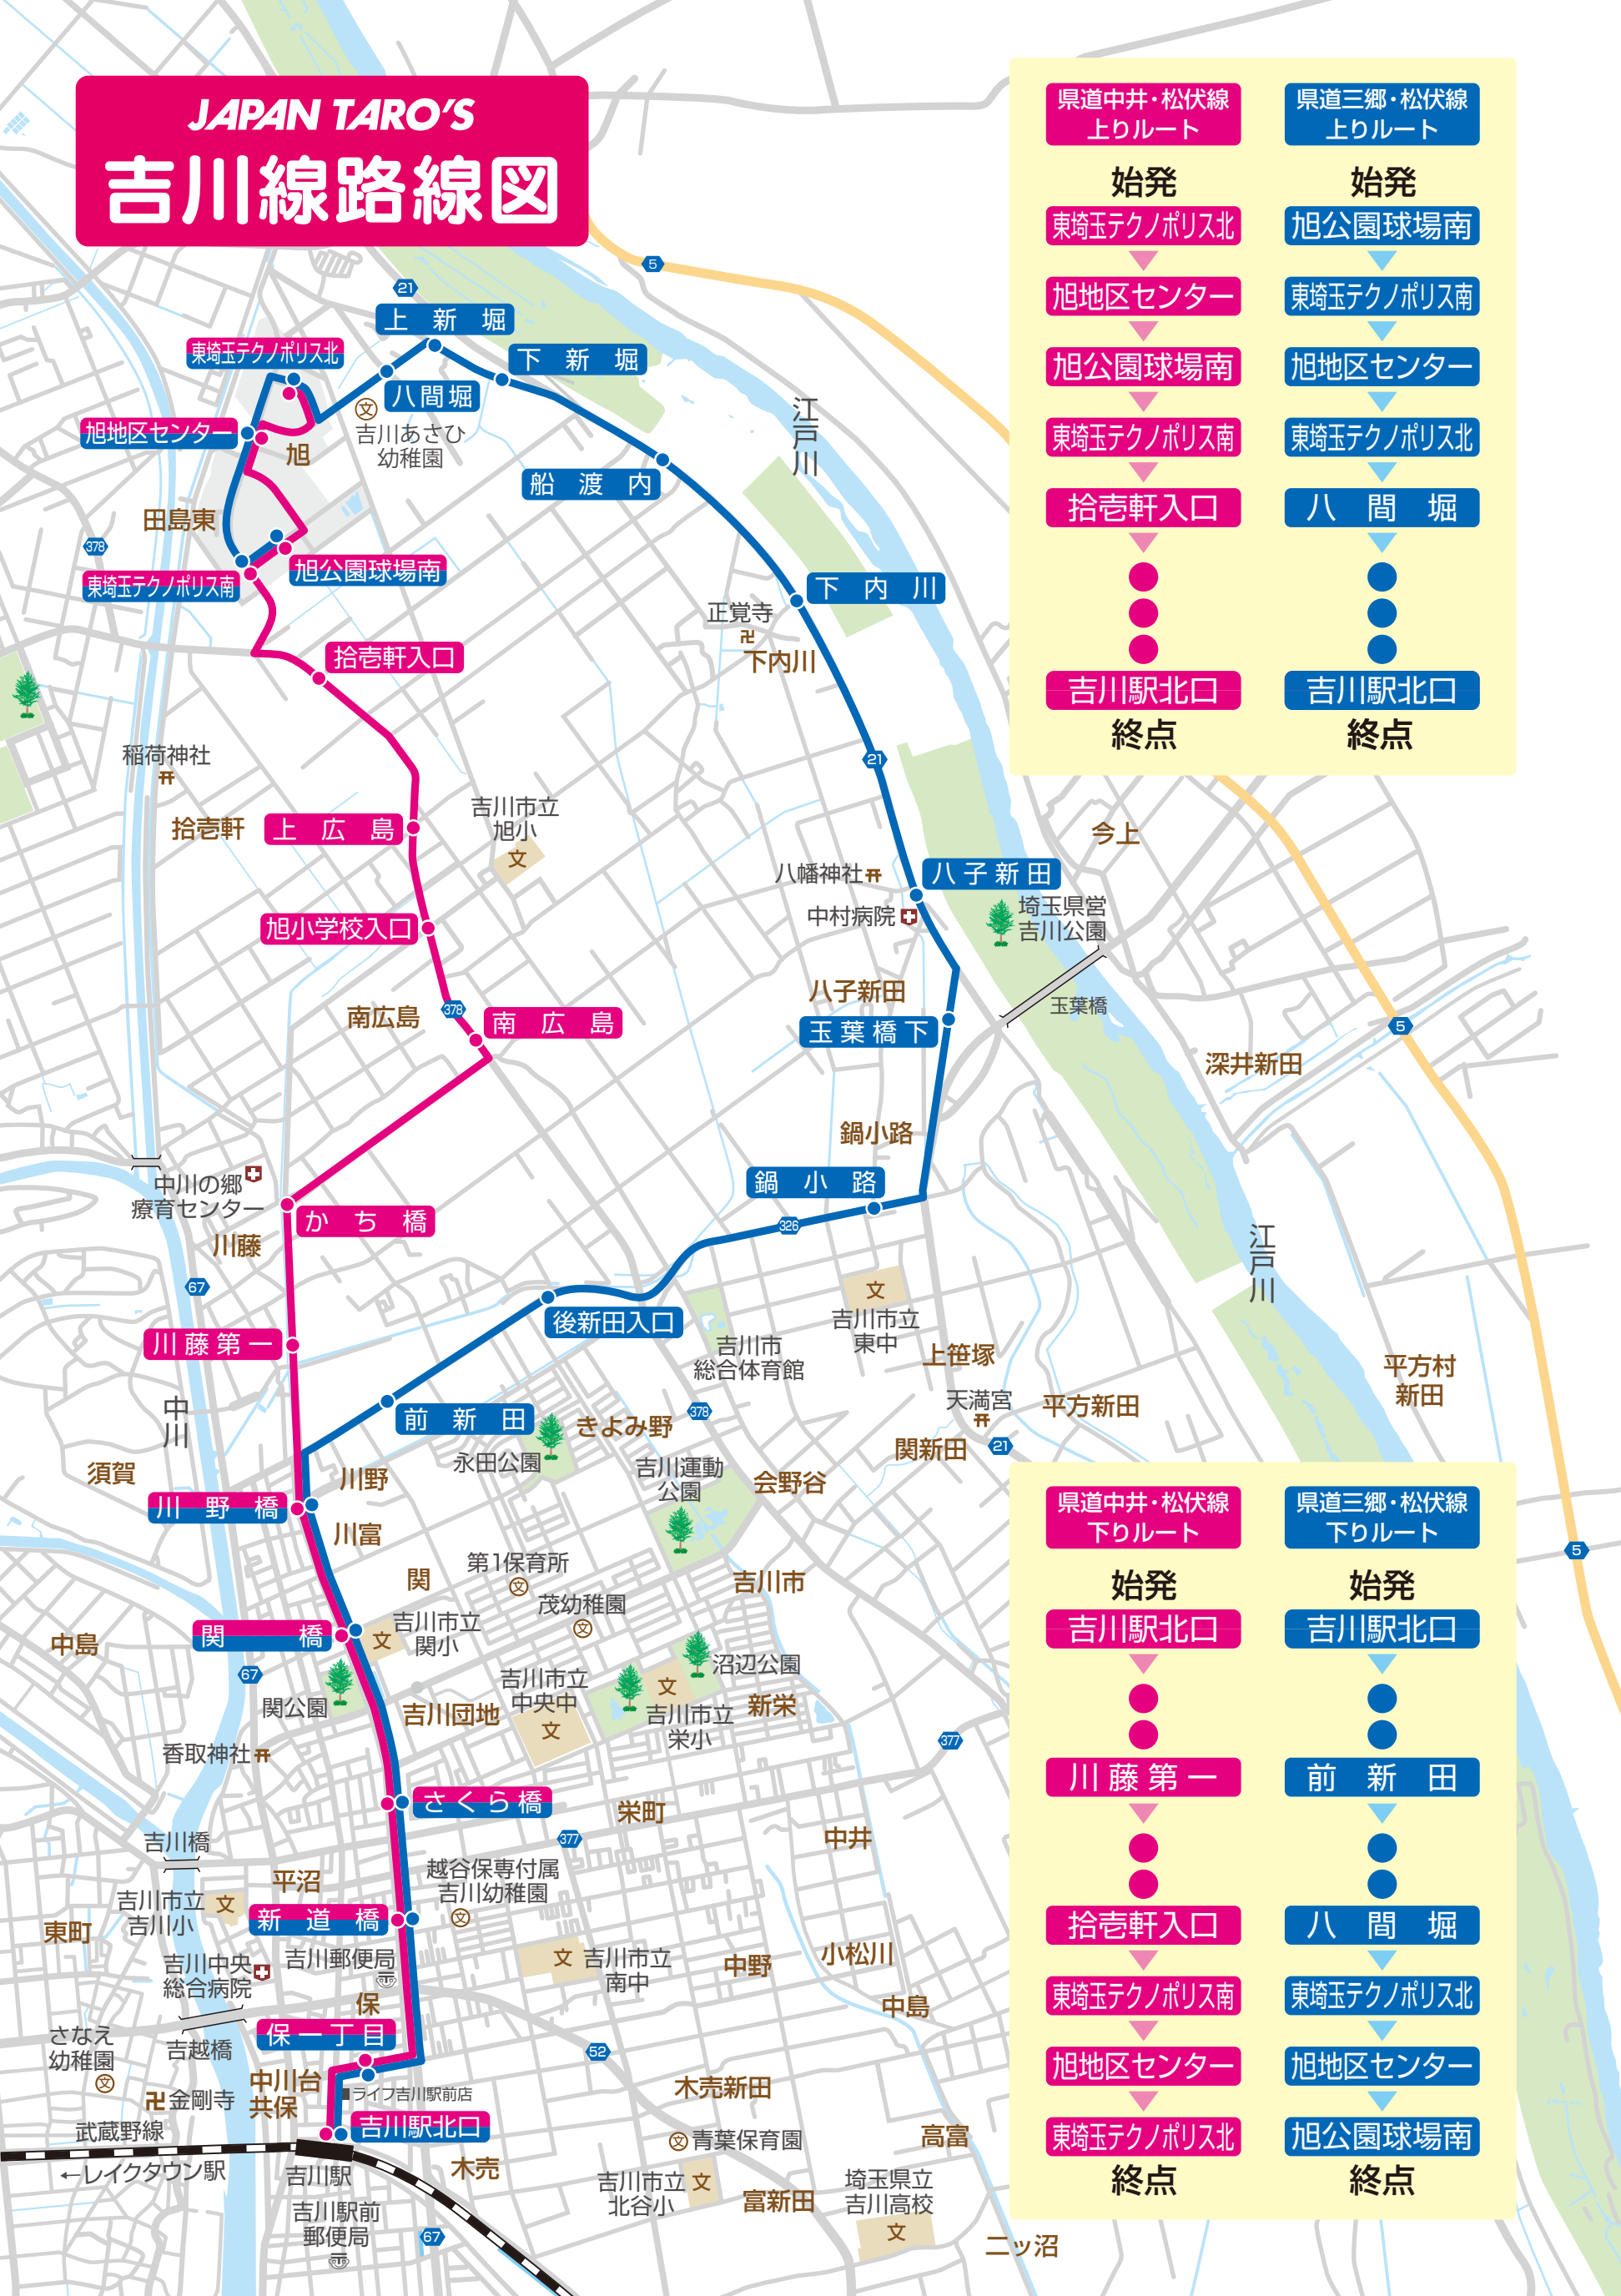 JAPAN TARO'S
吉川線路線図
県道中井・松伏線
上りルート
始発
東埼玉テクノポリス北
旭地区センター
旭公園球場南
東埼玉テクノポリス南
拾壱軒入口
吉川駅北口
終点
県道三郷・松伏線
上りルート
始発
旭公園球場南
東埼玉テクノポリス南
旭地区センター
東埼玉テクノポリス北
八間堀
吉川駅北口
終点
5
21
上新堀
東埼玉テクノポリス北
下新堀
八間堀
文
吉川あさひ
幼稚園
江戸川
旭地区センター
旭
船渡内
田島東
378
旭公園球場南
東埼玉テクノポリス南
下内川
正覚寺
下内川
拾壱軒入口
稲荷神社
21
拾壱軒
上広島
吉川市立
旭小
文
今上
八幡神社
八子新田
中村病院
埼玉県営
吉川公園
旭小学校入口
八子新田
玉葉橋
南広島
378
南広島
玉葉橋下
5
深井新田
鍋小路
中川の郷
療育センター
鍋小路
かち橋
326
川藤
江戸川
67
文
後新田入口
吉川市立
東中
川藤第一
吉川市
総合体育館
上笹塚
平方村
新田
中川
前新田
378
天満宮
平方新田
きよみ野
関新田
21
永田公園
須賀
川野
吉川運動
公園
会野谷
川野橋
川富
5
第1保育所
文
関
吉川市
茂幼稚園
文
関橋
文
吉川市立
関小
中島
67
沼辺公園
関公園
吉川市立
中央中
文
文
吉川市立
栄小
新栄
吉川団地
香取神社
377
さくら橋
栄町
377
中井
吉川橋
平沼
越谷保専付属
吉川幼稚園
文
吉川市立
吉川小
文
東町
新道橋
吉川郵便局
吉川中央
総合病院
文
吉川市立
南中
中野
小松川
中島
保
保一丁目
さなえ
幼稚園
文
吉越橋
52
中川台
共保
ライフ吉川駅前店
木売新田
金剛寺
武蔵野線
吉川駅北口
文
青葉保育園
高富
←レイクタウン駅
吉川駅
木売
吉川市立
北谷小
文
富新田
埼玉県立
吉川高校
文
吉川駅前
郵便局
67
二ッ沼
県道中井・松伏線
下りルート
始発
吉川駅北口
川藤第一
拾壱軒入口
東埼玉テクノポリス南
旭地区センター
東埼玉テクノポリス北
終点
県道三郷・松伏線
下りルート
始発
吉川駅北口
前新田
八間堀
東埼玉テクノポリス北
旭地区センター
旭公園球場南
終点